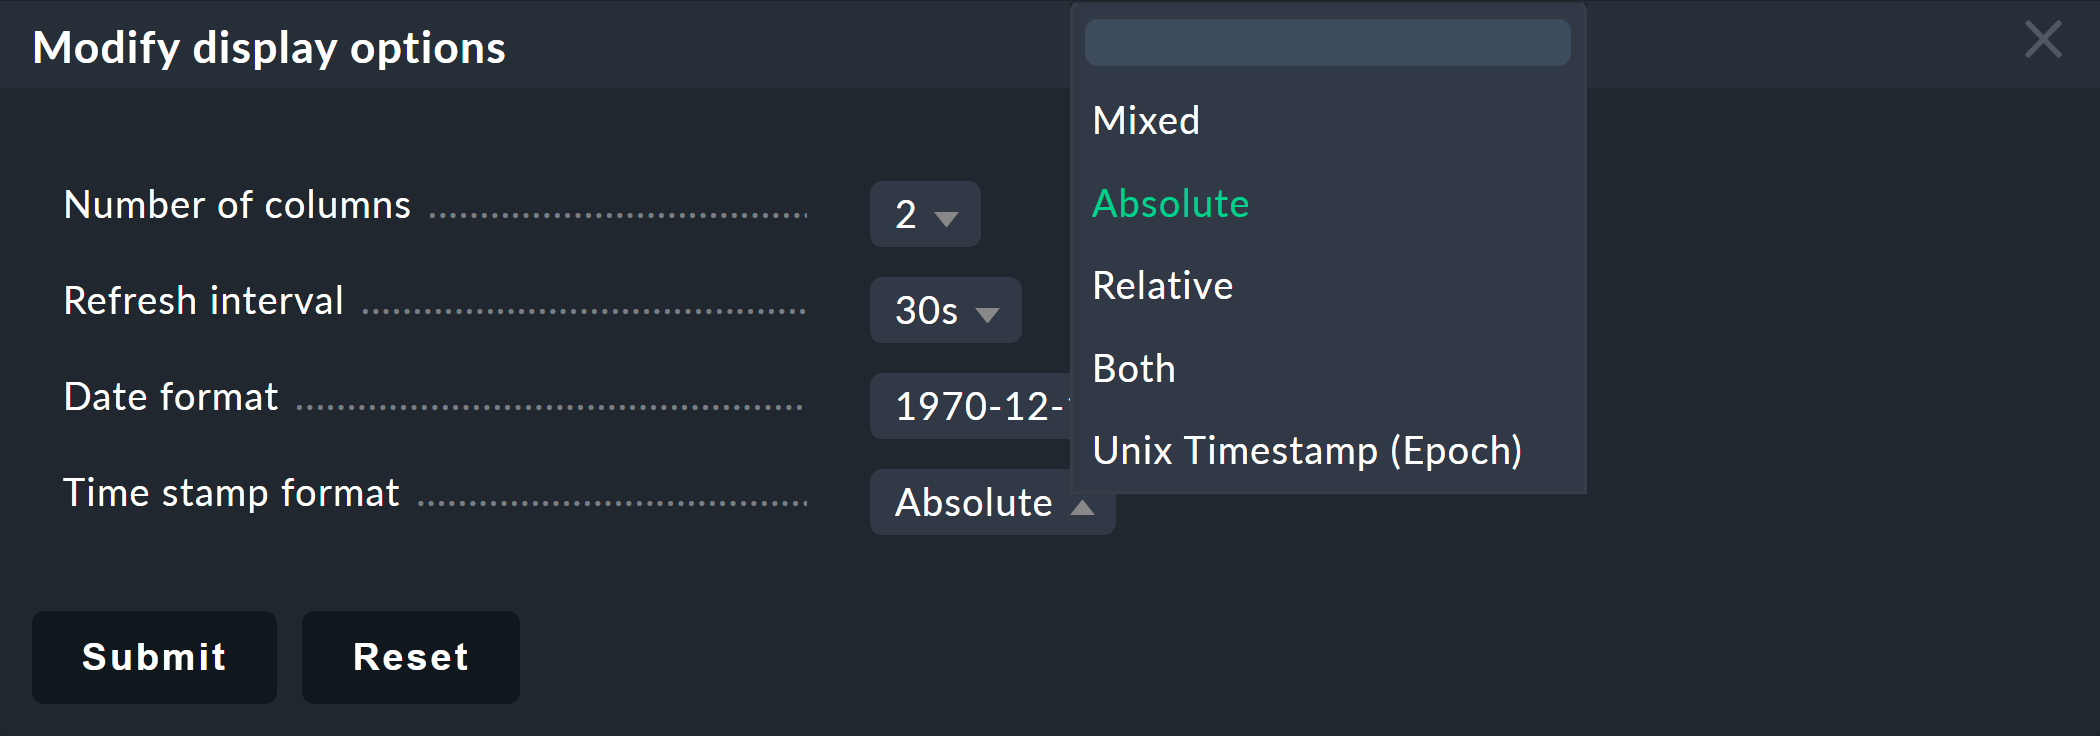 Modify display options
Number of columns 2
Refresh interval 30s
Date format 1970-12-
Time stamp format Absolute
Mixed
Absolute
Relative
Both
Unix Timestamp (Epoch)
Submit Reset